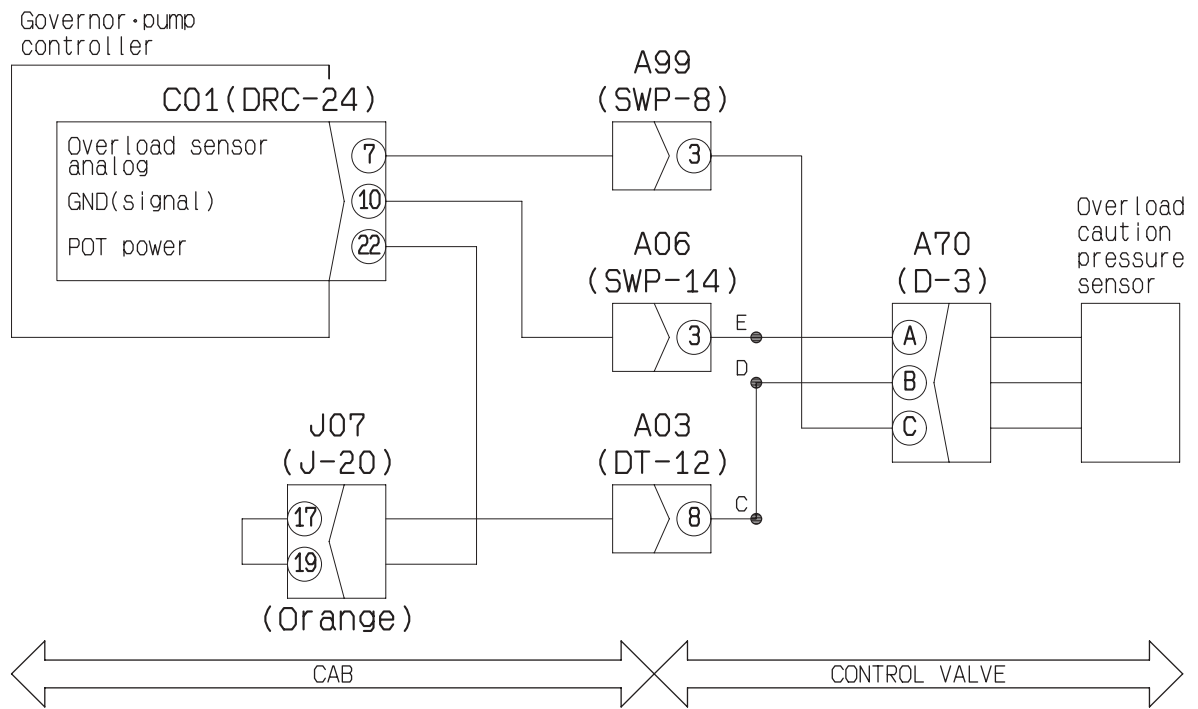 Governor·pump
controller
C01(DRC-24)
Overload sensor
analog
7
GND(signal)
10
POT power
22
A99
(SWP-8)
3
A06
(SWP-14)
3
E
D
C
A70
(D-3)
A
B
C
Overload
caution
pressure
sensor
J07
(J-20)
17
19
(Orange)
A03
(DT-12)
8
CAB
CONTROL VALVE